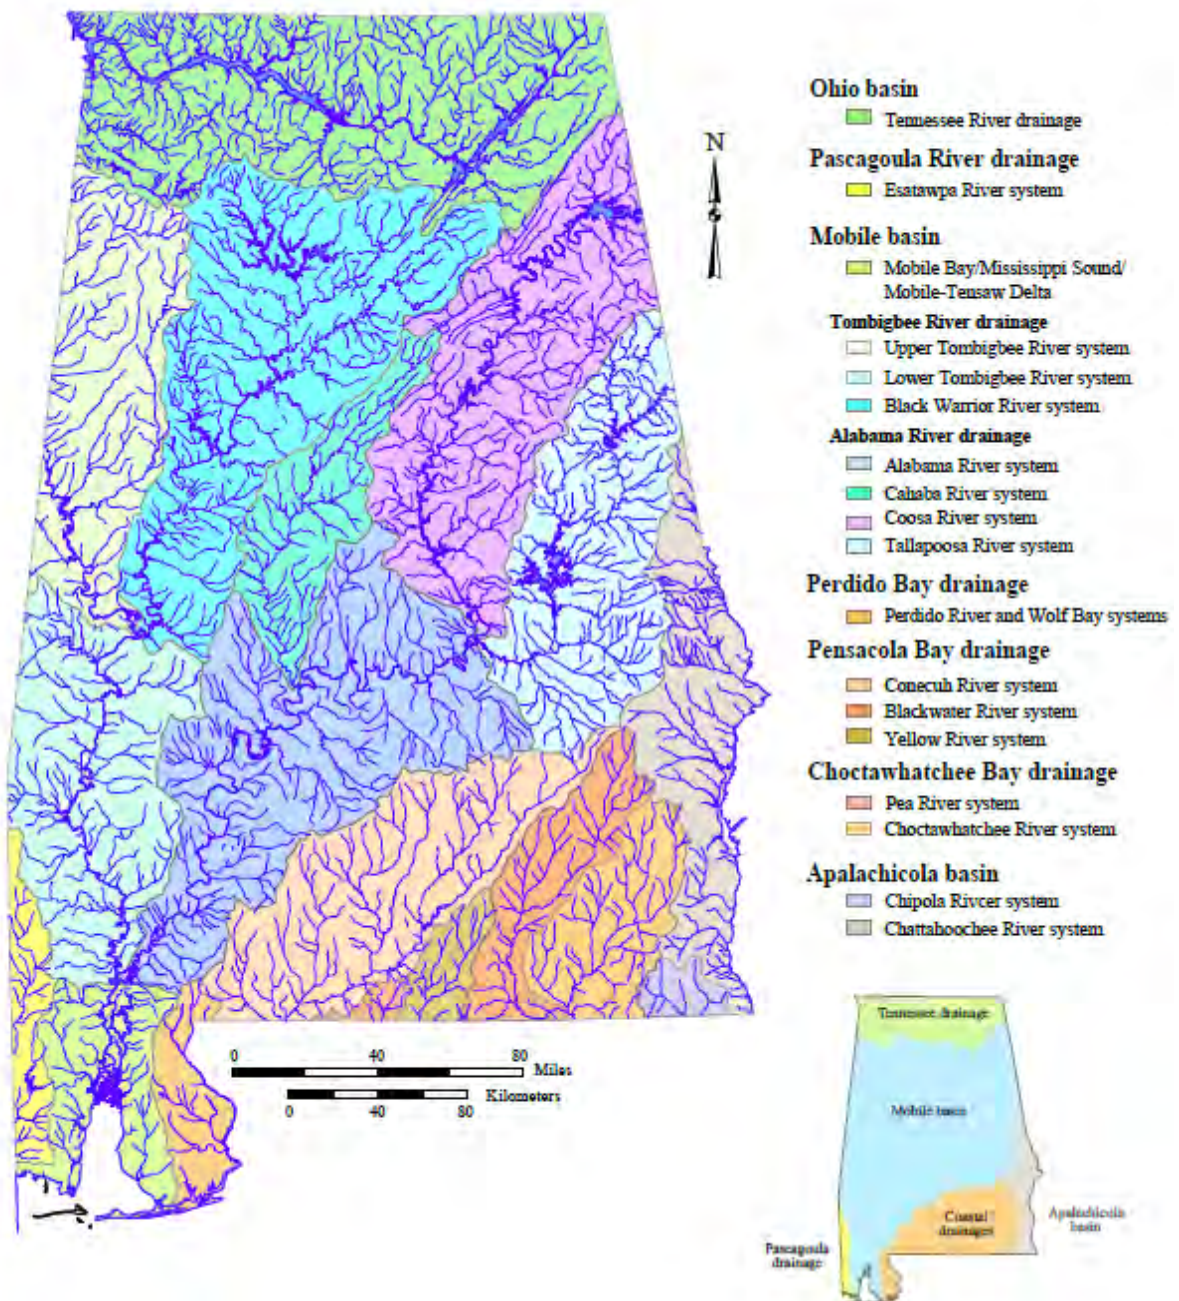 Ohio basin
Tennessee River drainage
Pascagoula River drainage
Esatawpa River system
Mobile basin
Mobile Bay/Mississippi Sound/
Mobile-Tensaw Delta
Tombigbee River drainage
Upper Tombigbee River system
Lower Tombigbee River system
Black Warrior River system
Alabama River drainage
Alabama River system
Cahaba River system
Coosa River system
Tallapoosa River system
Perdido Bay drainage
Perdido River and Wolf Bay systems
Pensacola Bay drainage
Conecuh River system
Blackwater River system
Yellow River system
Choctawhatchee Bay drainage
Pea River system
Choctawhatchee River system
Apalachicola basin
Chipola Rivcer system
Chattahoochee River system
N
0 40 80
Miles
Kilometers
0 40 80
Tennessee drainage
Mobile basin
Coastal
drainages
Apalachicola
basin
Pascagoula
drainage